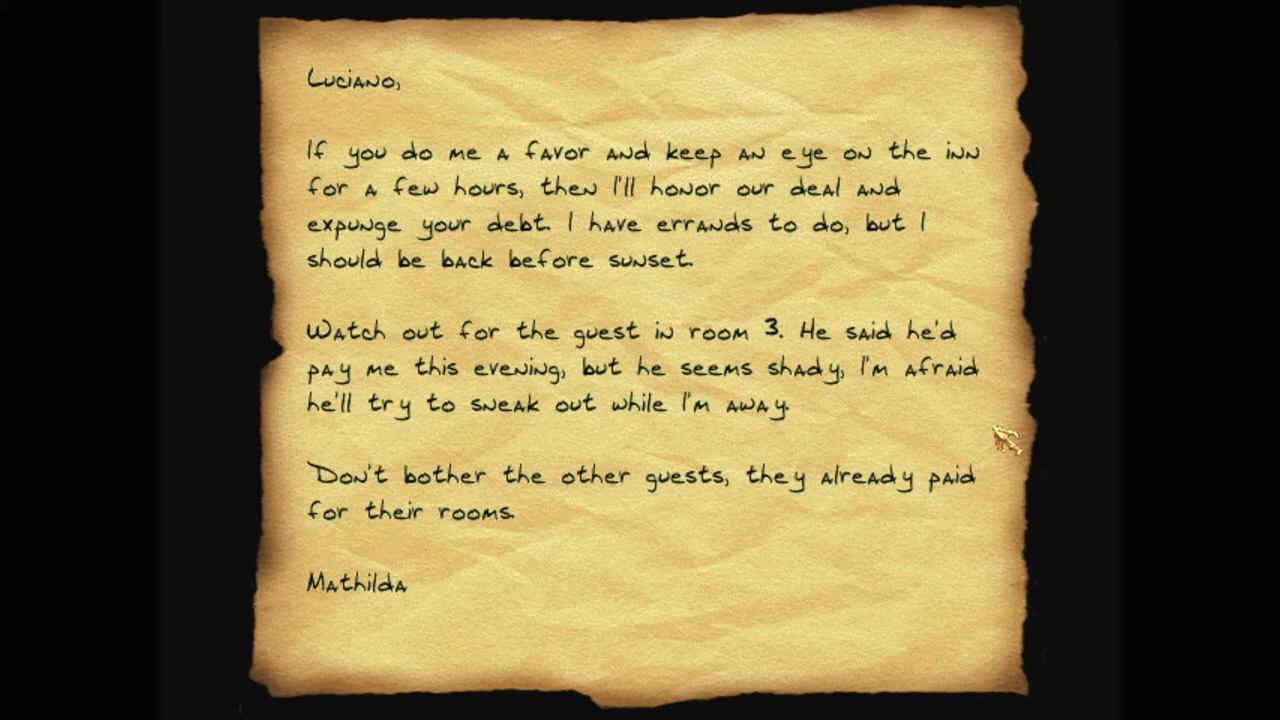 Luciano,
If you do me a favor and keep an eye on the inn
for a few hours, then I'll honor our deal and
expunge your debt. I have errands to do, but I
should be back before sunset.
Watch out for the guest in room 3. He said he'd
pay me this evening, but he seems shady, I'm afraid
he'll try to sneak out while I'm away.
Don't bother the other guests, they already paid
for their rooms.
Mathilda